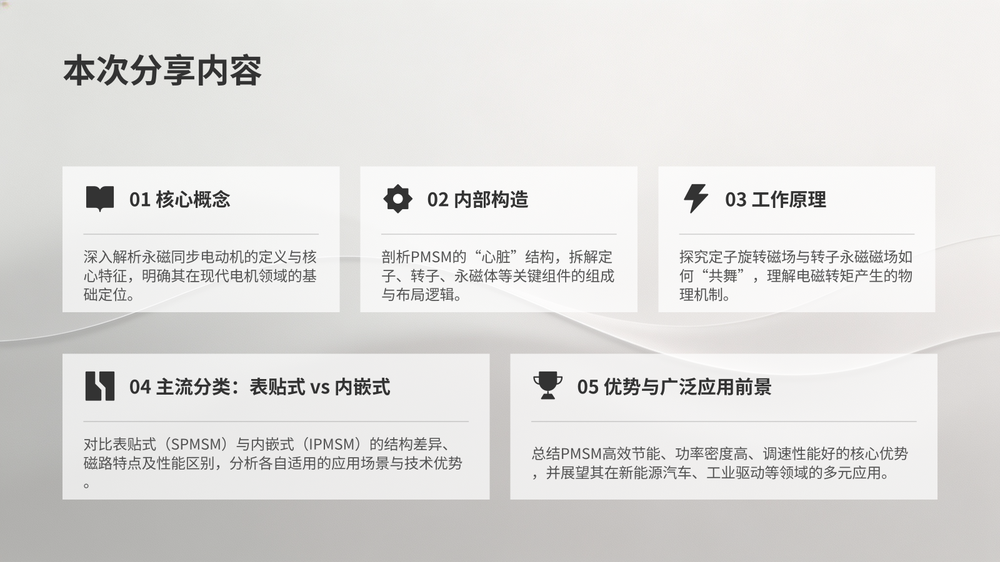 本次分享内容
01 核心概念
深入解析永磁同步电动机的定义与核
心特征，明确其在现代电机领域的基
础定位。
02 内部构造
剖析PMSM的“心脏”结构，拆解定
子、转子、永磁体等关键组件的组成
与布局逻辑。
03 工作原理
探究定子旋转磁场与转子永磁磁场如
何“共舞”，理解电磁转矩产生的物
理机制。
04 主流分类：表贴式 vs 内嵌式
对比表贴式（SPMSM）与内嵌式（IPMSM）的结构差异、
磁路特点及性能区别，分析各自适用的应用场景与技术优势
。
05 优势与广泛应用前景
总结PMSM高效节能、功率密度高、调速性能好的核心优势
，并展望其在新能源汽车、工业驱动等领域的多元应用。